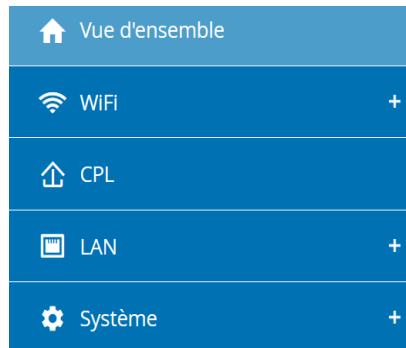 Vue d'ensemble
WiFi +
CPL
LAN +
Système +